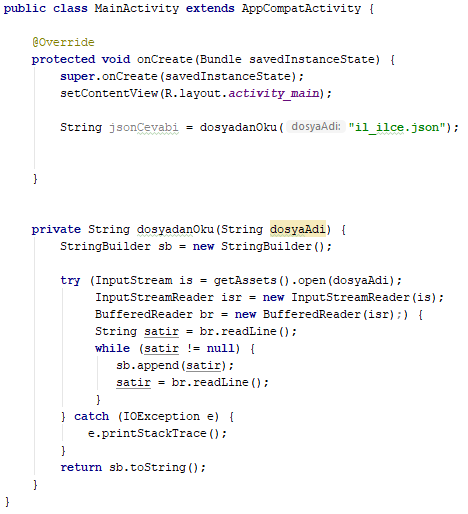 public class MainActivity extends AppCompatActivity {
@Override
protected void onCreate(Bundle savedInstanceState) {
super.onCreate(savedInstanceState);
setContentView(R.layout.activity_main);
String jsonCevabi = dosyadanOku( dosyaAdi: "il_ilce.json");
}
private String dosyadanOku(String dosyaAdi) {
StringBuilder sb = new StringBuilder();
try (InputStream is = getAssets().open(dosyaAdi);
InputStreamReader isr = new InputStreamReader(is);
BufferedReader br = new BufferedReader(isr);) {
String satir = br.readLine();
while (satir != null) {
sb.append(satir);
satir = br.readLine();
}
} catch (IOException e) {
e.printStackTrace();
}
return sb.toString();
}
}